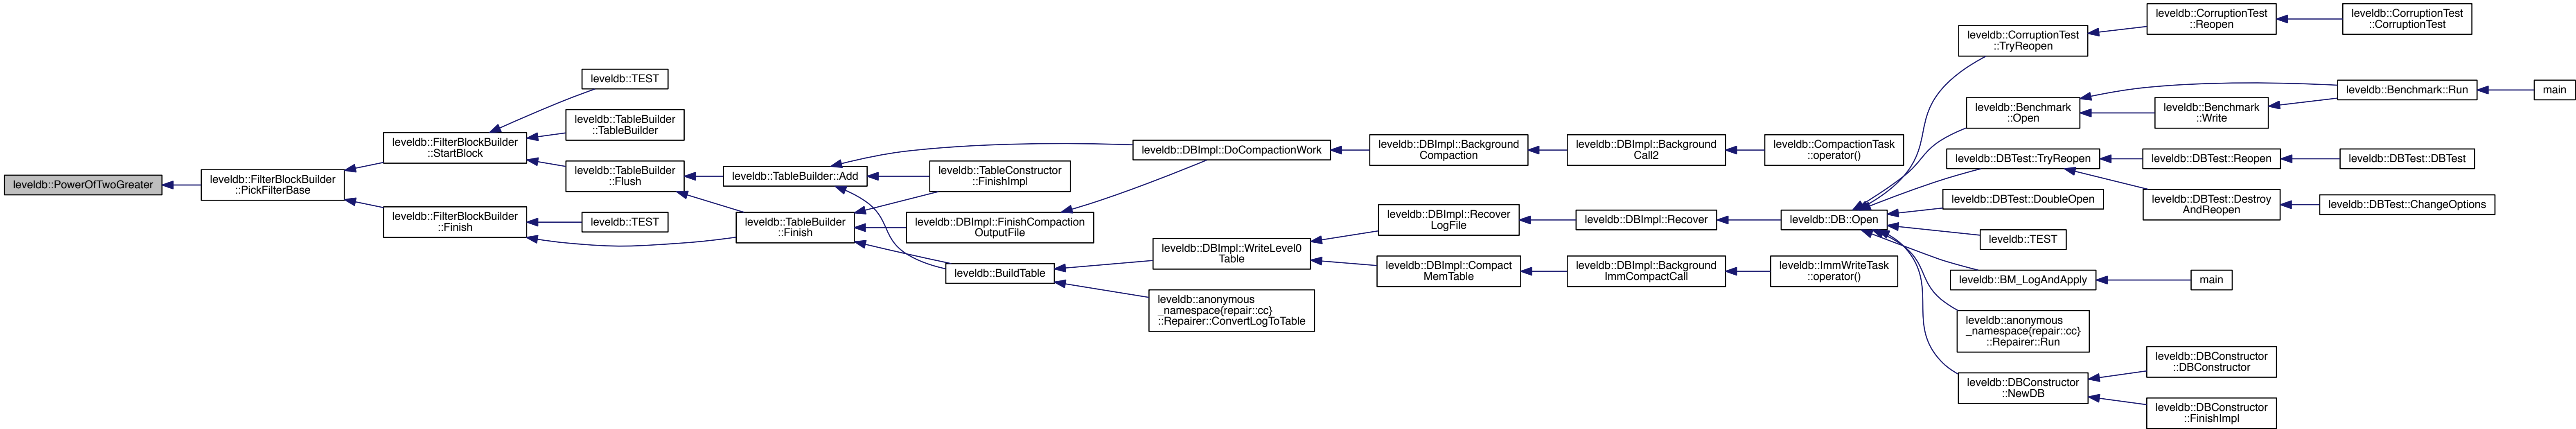 leveldb::PowerOfTwoGreater
leveldb::FilterBlockBuilder
::PickFilterBase
leveldb::FilterBlockBuilder
::StartBlock
leveldb::FilterBlockBuilder
::Finish
leveldb::TEST
leveldb::TableBuilder
::TableBuilder
leveldb::TableBuilder
::Flush
leveldb::TEST
leveldb::TableBuilder::Add
leveldb::TableBuilder
::Finish
leveldb::TableConstructor
::FinishImpl
leveldb::DBImpl::FinishCompaction
OutputFile
leveldb::BuildTable
leveldb::DBImpl::DoCompactionWork
leveldb::DBImpl::WriteLevel0
Table
leveldb::anonymous
_namespace{repair::cc}
::Repairer::ConvertLogToTable
leveldb::DBImpl::Background
Compaction
leveldb::DBImpl::Recover
LogFile
leveldb::DBImpl::Compact
MemTable
leveldb::DBImpl::Background
Call2
leveldb::DBImpl::Recover
leveldb::DBImpl::Background
ImmCompactCall
leveldb::CompactionTask
::operator()
leveldb::DB::Open
leveldb::ImmWriteTask
::operator()
leveldb::CorruptionTest
::TryReopen
leveldb::Benchmark
::Open
leveldb::DBTest::TryReopen
leveldb::DBTest::DoubleOpen
leveldb::TEST
leveldb::BM_LogAndApply
leveldb::anonymous
_namespace{repair::cc}
::Repairer::Run
leveldb::DBConstructor
::NewDB
leveldb::CorruptionTest
::Reopen
leveldb::Benchmark
::Write
leveldb::DBTest::Reopen
leveldb::DBTest::Destroy
AndReopen
main
leveldb::DBConstructor
::DBConstructor
leveldb::DBConstructor
::FinishImpl
leveldb::CorruptionTest
::CorruptionTest
leveldb::Benchmark::Run
leveldb::DBTest::DBTest
leveldb::DBTest::ChangeOptions
main